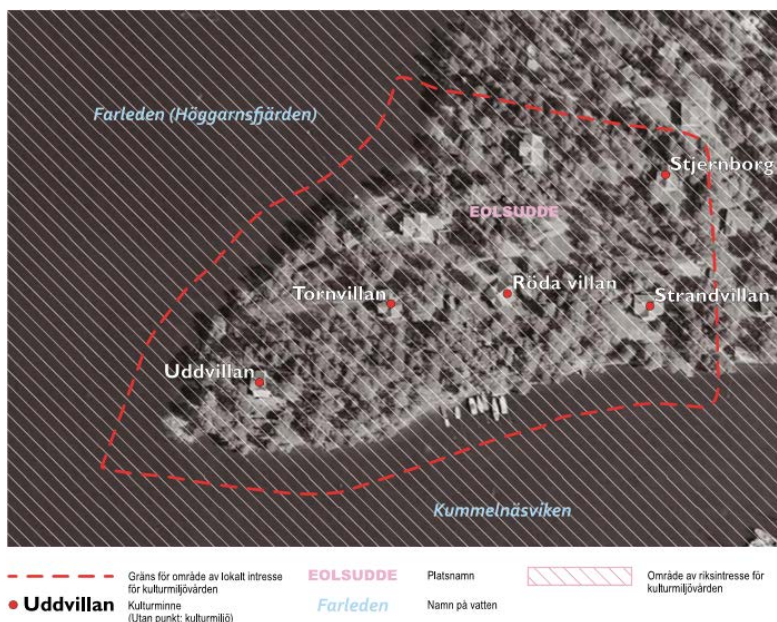 Farleden (Höggarnsfjärden)
Stjernborg
EOLSUDDE
Tornvillan
Röda villan
Strandvillan
Uddvillan
Kummelnäsviken
Gräns för område av lokalt intresse
för kulturmiljövården
EOLSUDDE
Platsnamn
Område av riksintresse för
kulturmiljövården
Uddvillan
Kulturminne
(Utan punkt: kulturmiljö)
Farleden
Namn på vatten